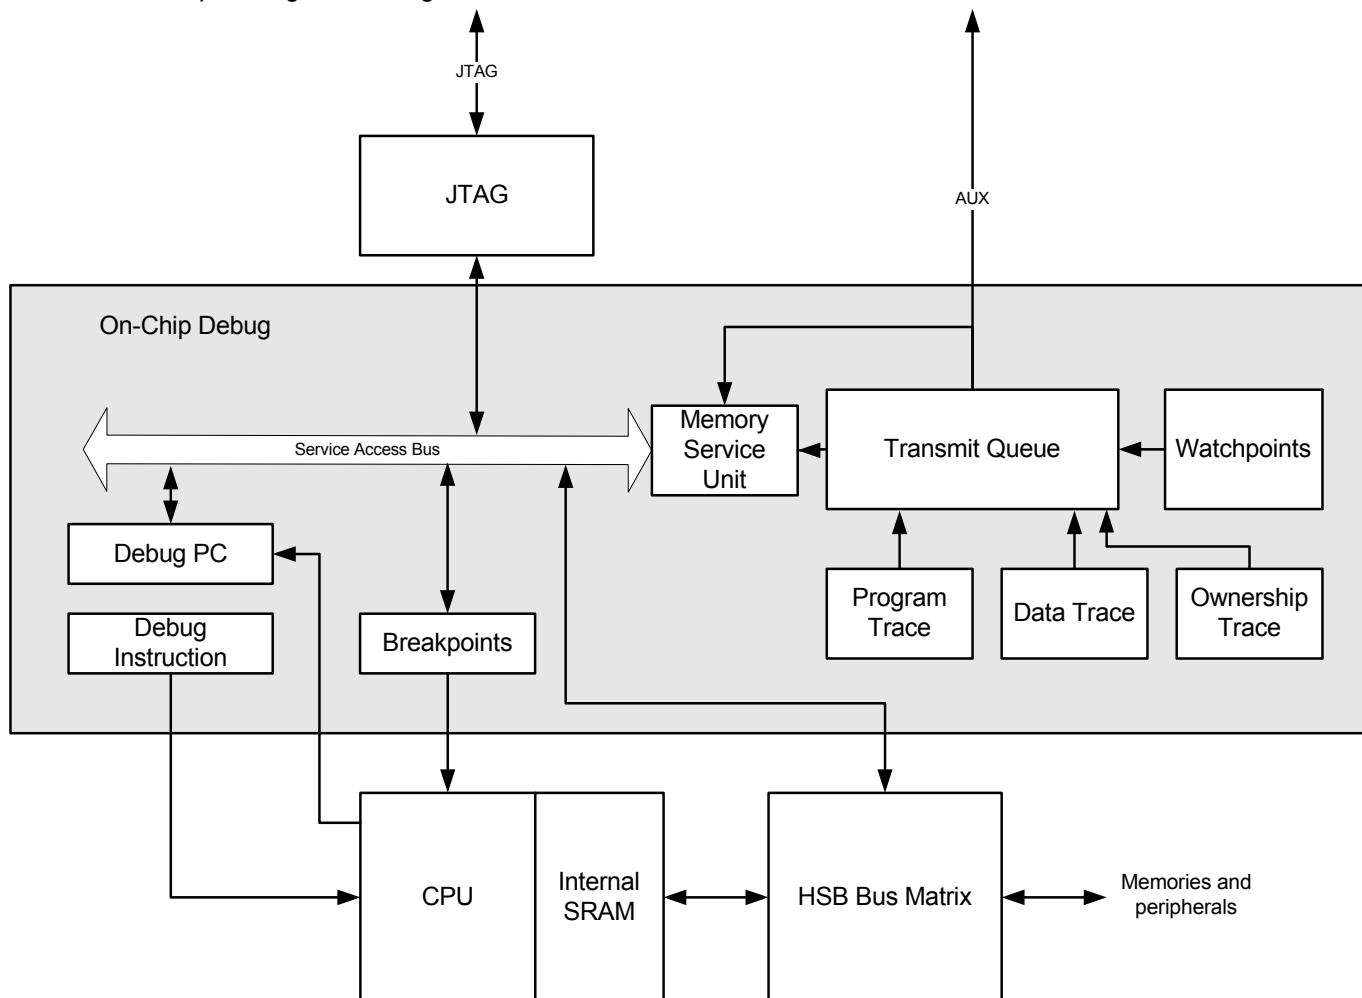 JTAG
JTAG
AUX
On-Chip Debug
Service Access Bus
Memory
Service
Unit
Transmit Queue
Watchpoints
Debug PC
Debug
Instruction
Breakpoints
Program
Trace
Data Trace
Ownership
Trace
CPU
Internal
SRAM
HSB Bus Matrix
Memories and
peripherals